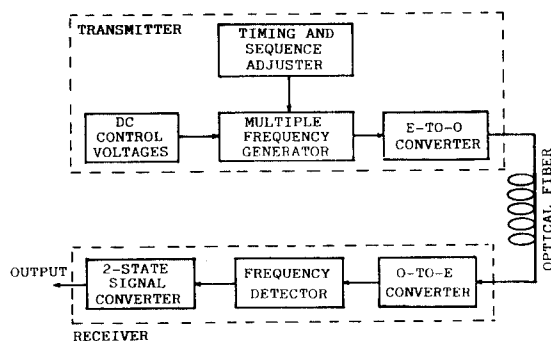 TRANSMITTER
TIMING AND
SEQUENCE
ADJUSTER
DC
CONTROL
VOLTAGES
MULTIPLE
FREQUENCY
GENERATOR
E-TO-O
CONVERTER
OPTICAL FIBER
OUTPUT
2-STATE
SIGNAL
CONVERTER
FREQUENCY
DETECTOR
O-TO-E
CONVERTER
RECEIVER